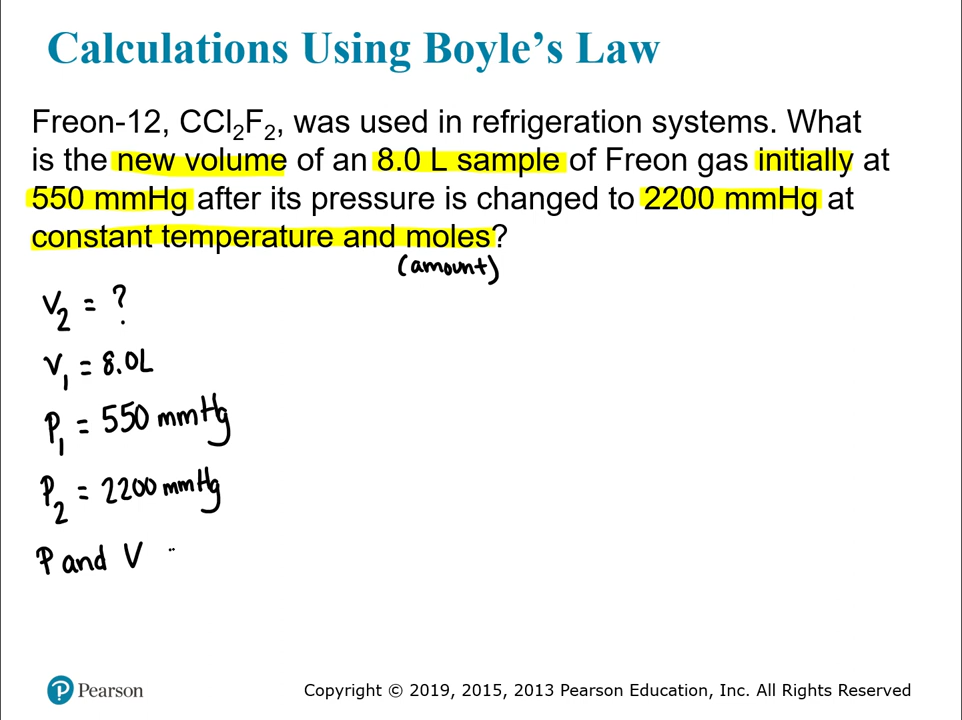 Calculations Using Boyle's Law
Freon-12, CCl₂F₂, was used in refrigeration systems. What
is the new volume of an 8.0 L sample of Freon gas initially at
550 mmHg after its pressure is changed to 2200 mmHg at
constant temperature and moles?
(amount)
V₂ = ?
V₁ = 8.0L
P₁ = 550 mmHg
P₂ = 2200 mmHg
P and V
Pearson
Copyright © 2019, 2015, 2013 Pearson Education, Inc. All Rights Reserved